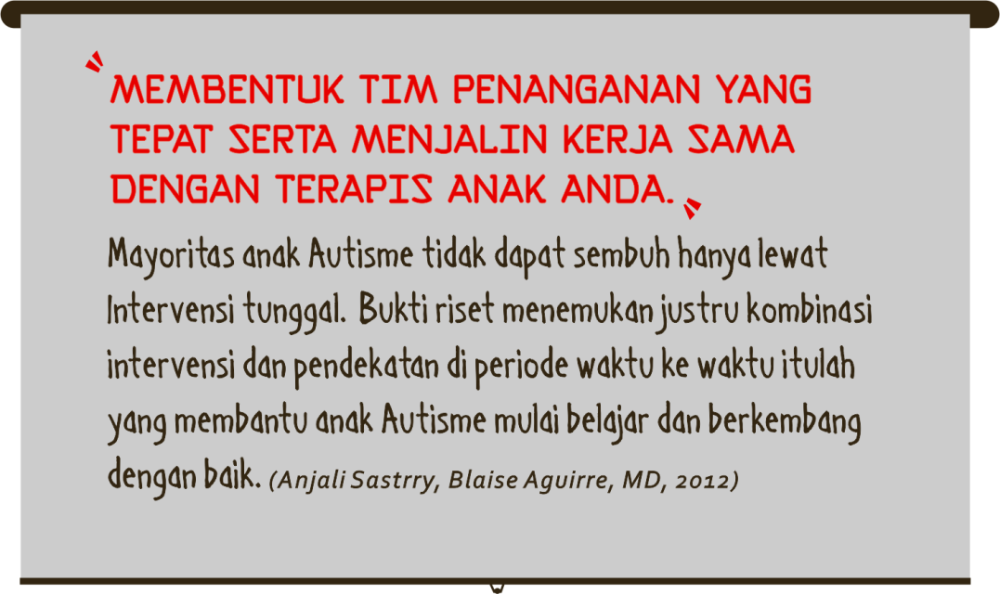 "MEMBENTUK TIM PENANGANAN YANG
TEPAT SERTA MENJALIN KERJA SAMA
DENGAN TERAPIS ANAK ANDA."
Mayoritas anak Autisme tidak dapat sembuh hanya lewat
Intervensi tunggal. Bukti riset menemukan justru kombinasi
intervensi dan pendekatan di periode waktu ke waktu itulah
yang membantu anak Autisme mulai belajar dan berkembang
dengan baik. (Anjali Sastrry, Blaise Aguirre, MD, 2012)